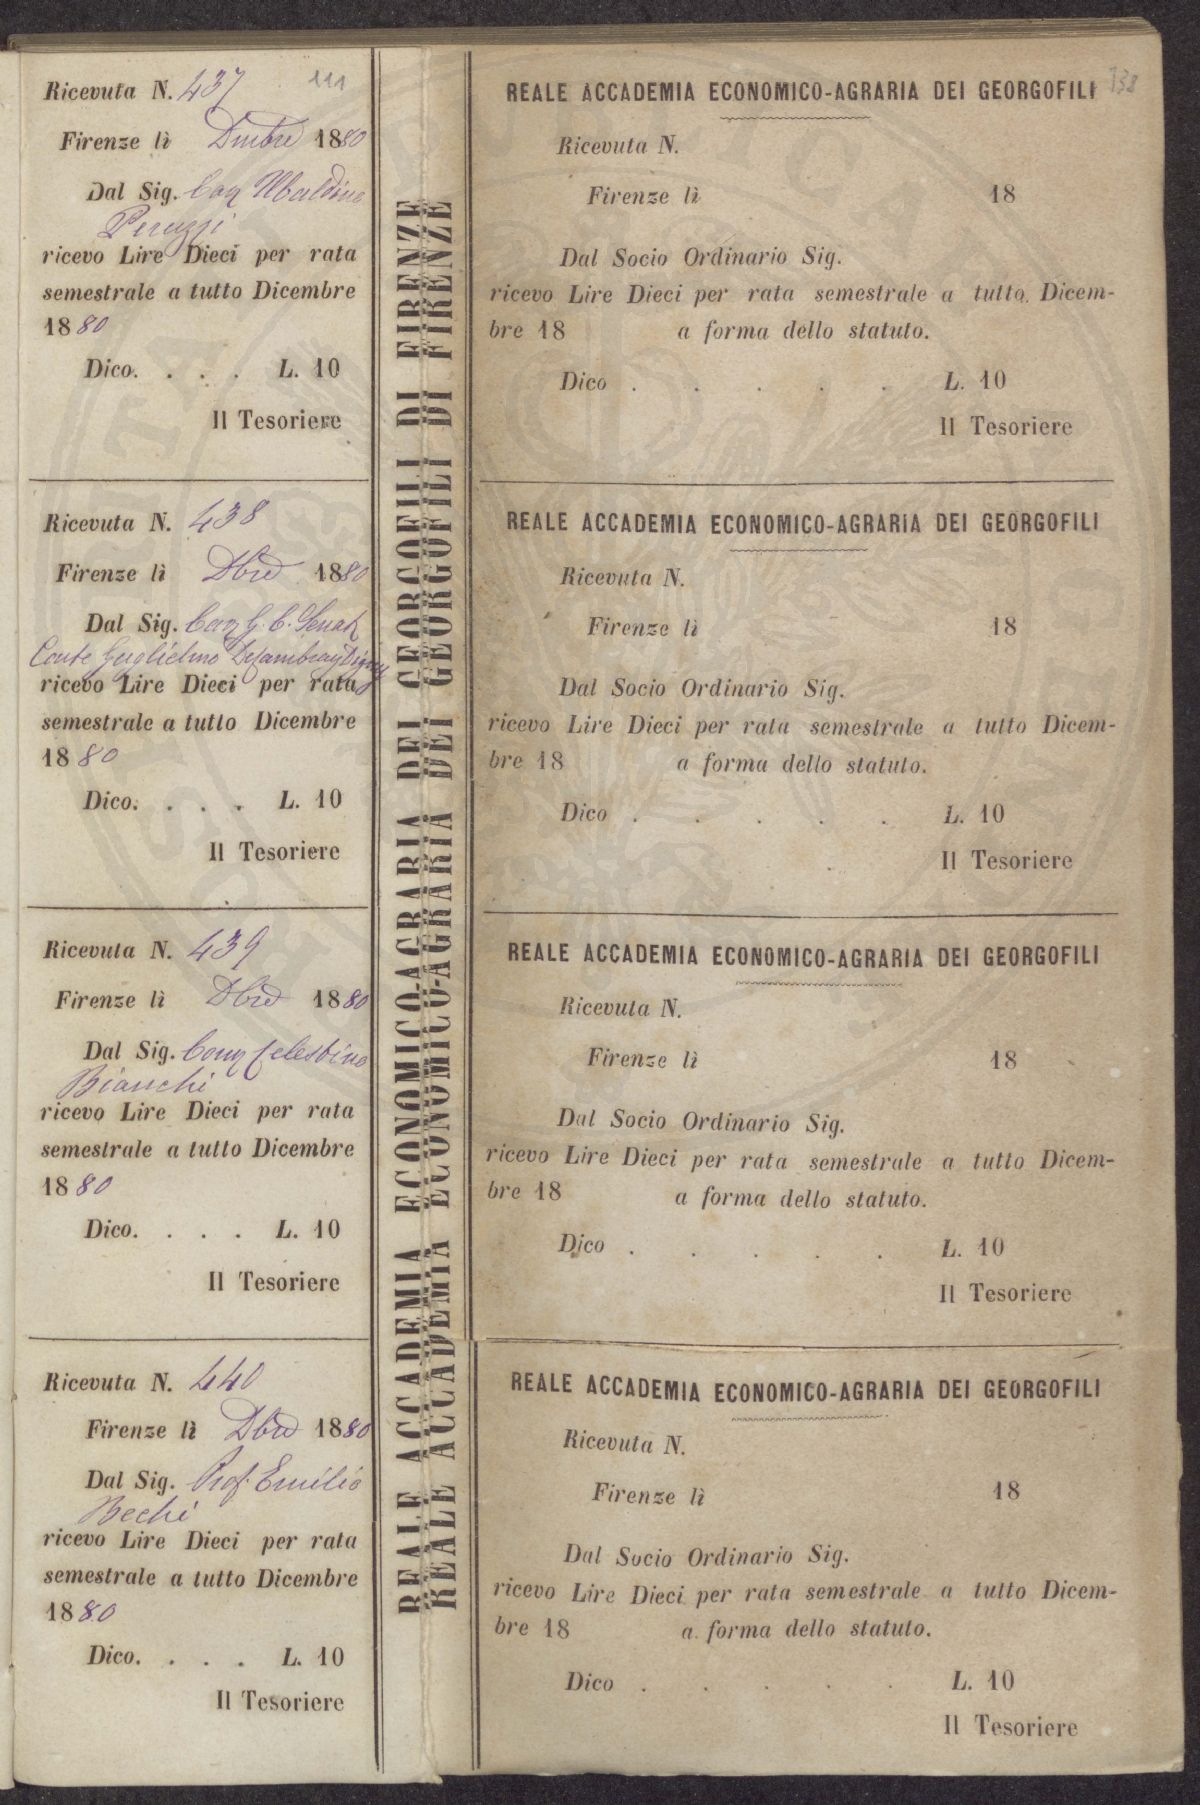 Ricevuta N. 437
111
Firenze lì Dmbre 1880
Dal Sig. Cav Ubaldino
Peruzzi
ricevo Lire Dieci per rata
semestrale a tutto Dicembre
1880
Dico. . . . L. 10
Il Tesoriere
Ricevuta N. 438
Firenze lì Dbre 1880
Dal Sig. Cav G. C. Senat
Conte Guglielmo DeCambrayDigny
ricevo Lire Dieci per rata
semestrale a tutto Dicembre
1880
Dico. . . . L. 10
Il Tesoriere
Ricevuta N. 439
Firenze lì Dbre 1880
Dal Sig. Comm Celestino
Bianchi
ricevo Lire Dieci per rata
semestrale a tutto Dicembre
1880
Dico. . . . L. 10
Il Tesoriere
Ricevuta N. 440
Firenze lì Dbre 1880
Dal Sig. Prof. Emilio
Bechi
ricevo Lire Dieci per rata
semestrale a tutto Dicembre
1880
Dico. . . . L. 10
Il Tesoriere
REALE ACCADEMIA ECONOMICO-AGRARIA DEI GEORGOFILI DI FIRENZE
REALE ACCADEMIA ECONOMICO-AGRARIA DEI GEORGOFILI DI FIRENZE
138
REALE ACCADEMIA ECONOMICO-AGRARIA DEI GEORGOFILI
Ricevuta N.
Firenze lì 18
Dal Socio Ordinario Sig.
ricevo Lire Dieci per rata semestrale a tutto Dicem-
bre 18 a forma dello statuto.
Dico . . . . . L. 10
Il Tesoriere
REALE ACCADEMIA ECONOMICO-AGRARIA DEI GEORGOFILI
Ricevuta N.
Firenze lì 18
Dal Socio Ordinario Sig.
ricevo Lire Dieci per rata semestrale a tutto Dicem-
bre 18 a forma dello statuto.
Dico . . . . . L. 10
Il Tesoriere
REALE ACCADEMIA ECONOMICO-AGRARIA DEI GEORGOFILI
Ricevuta N.
Firenze lì 18
Dal Socio Ordinario Sig.
ricevo Lire Dieci per rata semestrale a tutto Dicem-
bre 18 a forma dello statuto.
Dico . . . . . L. 10
Il Tesoriere
REALE ACCADEMIA ECONOMICO-AGRARIA DEI GEORGOFILI
Ricevuta N.
Firenze lì 18
Dal Socio Ordinario Sig.
ricevo Lire Dieci per rata semestrale a tutto Dicem-
bre 18 a forma dello statuto.
Dico . . . . . L. 10
Il Tesoriere